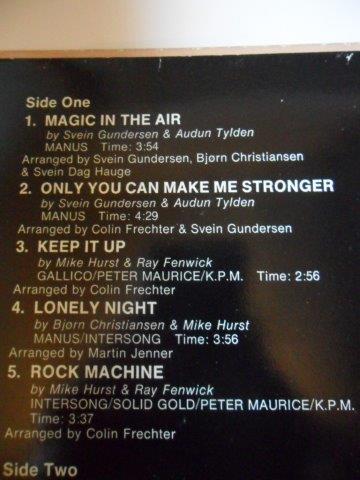 Side One
1. MAGIC IN THE AIR
by Svein Gundersen & Audun Tylden
MANUS Time: 3:54
Arranged by Svein Gundersen, Bjørn Christiansen
& Svein Dag Hauge
2. ONLY YOU CAN MAKE ME STRONGER
by Svein Gundersen & Audun Tylden
MANUS Time: 4:29
Arranged by Colin Frechter & Svein Gundersen
3. KEEP IT UP
by Mike Hurst & Ray Fenwick
GALLICO/PETER MAURICE/K.P.M. Time: 2:56
Arranged by Colin Frechter
4. LONELY NIGHT
by Bjørn Christiansen & Mike Hurst
MANUS/INTERSONG Time: 3:56
Arranged by Martin Jenner
5. ROCK MACHINE
by Mike Hurst & Ray Fenwick
INTERSONG/SOLID GOLD/PETER MAURICE/K.P.M.
Time: 3:37
Arranged by Colin Frechter
Side Two